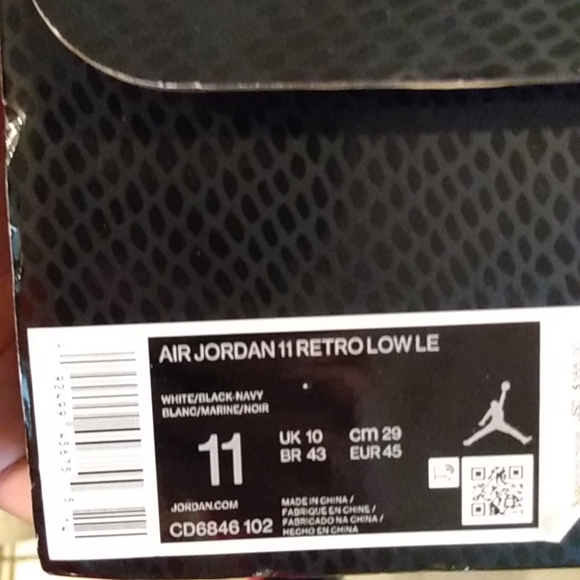 AIR JORDAN 11 RETRO LOW LE
WHITE/BLACK-NAVY
BLANC/MARINE/NOIR
11
UK 10 cm 29
BR 43 EUR 45
JORDAN.COM
CD6846 102
MADE IN CHINA /
FABRIQUE EN CHINE /
FABRICADO NA CHINA /
HECHO EN CHINA